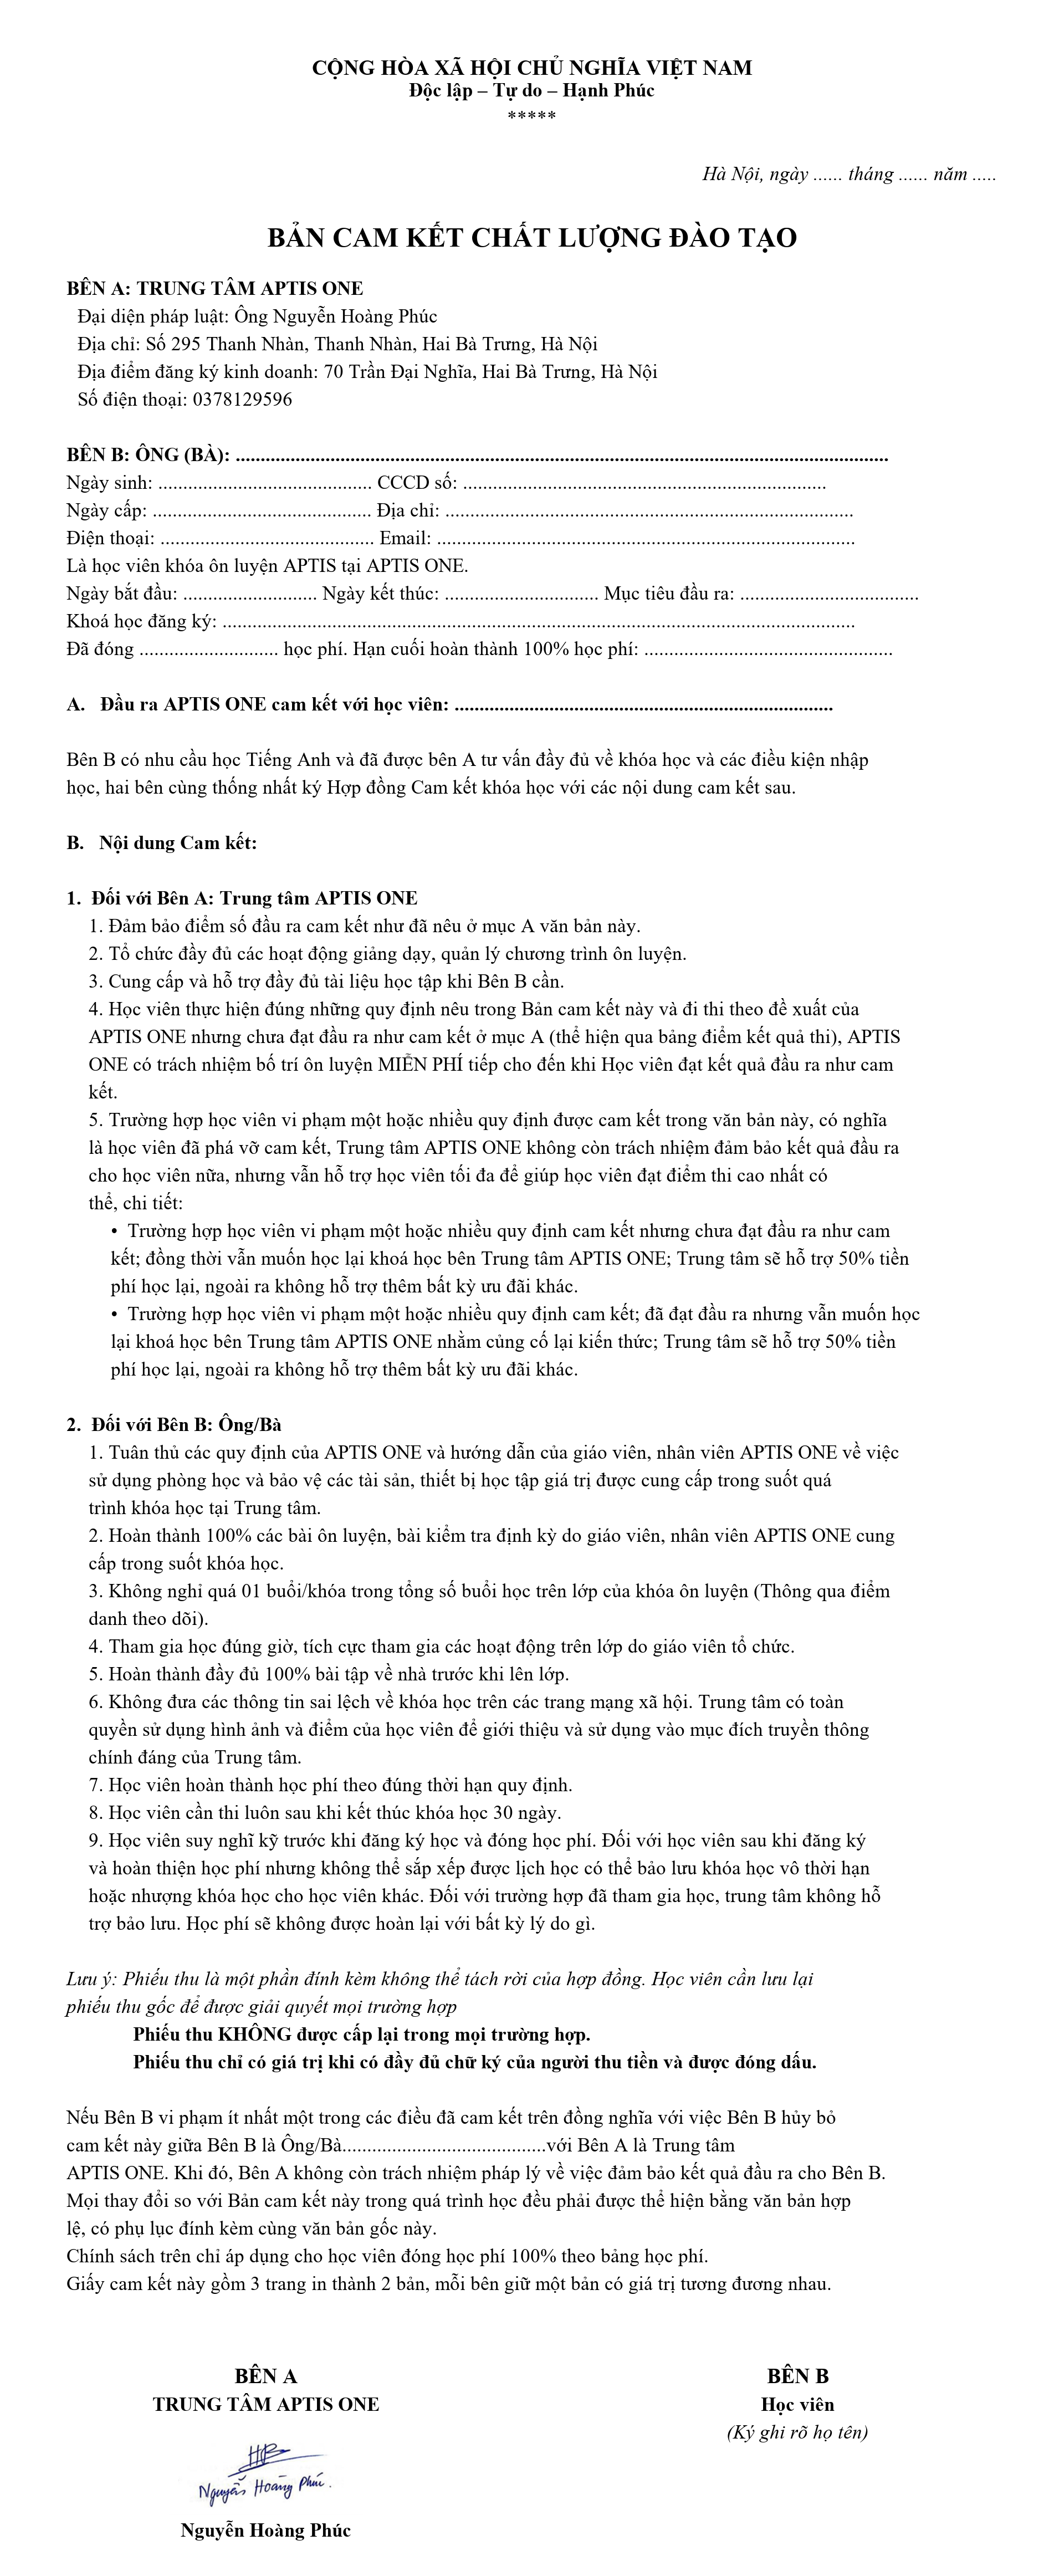 CỘNG HÒA XÃ HỘI CHỦ NGHĨA VIỆT NAM
Độc lập – Tự do – Hạnh Phúc
*****
Hà Nội, ngày ...... tháng ...... năm .....
BẢN CAM KẾT CHẤT LƯỢNG ĐÀO TẠO
BÊN A: TRUNG TÂM APTIS ONE
Đại diện pháp luật: Ông Nguyễn Hoàng Phúc
Địa chỉ: Số 295 Thanh Nhàn, Thanh Nhàn, Hai Bà Trưng, Hà Nội
Địa điểm đăng ký kinh doanh: 70 Trần Đại Nghĩa, Hai Bà Trưng, Hà Nội
Số điện thoại: 0378129596
BÊN B: ÔNG (BÀ): ...................................................................................................................................
Ngày sinh: ........................................... CCCD số: .........................................................................
Ngày cấp: ............................................ Địa chỉ: ..................................................................................
Điện thoại: ........................................... Email: ....................................................................................
Là học viên khóa ôn luyện APTIS tại APTIS ONE.
Ngày bắt đầu: ........................... Ngày kết thúc: ............................... Mục tiêu đầu ra: ....................................
Khoá học đăng ký: ...............................................................................................................................
Đã đóng ............................ học phí. Hạn cuối hoàn thành 100% học phí: ..................................................
A. Đầu ra APTIS ONE cam kết với học viên: ............................................................................
Bên B có nhu cầu học Tiếng Anh và đã được bên A tư vấn đầy đủ về khóa học và các điều kiện nhập
học, hai bên cùng thống nhất ký Hợp đồng Cam kết khóa học với các nội dung cam kết sau.
B. Nội dung Cam kết:
1. Đối với Bên A: Trung tâm APTIS ONE
1. Đảm bảo điểm số đầu ra cam kết như đã nêu ở mục A văn bản này.
2. Tổ chức đầy đủ các hoạt động giảng dạy, quản lý chương trình ôn luyện.
3. Cung cấp và hỗ trợ đầy đủ tài liệu học tập khi Bên B cần.
4. Học viên thực hiện đúng những quy định nêu trong Bản cam kết này và đi thi theo đề xuất của
APTIS ONE nhưng chưa đạt đầu ra như cam kết ở mục A (thể hiện qua bảng điểm kết quả thi), APTIS
ONE có trách nhiệm bố trí ôn luyện MIỄN PHÍ tiếp cho đến khi Học viên đạt kết quả đầu ra như cam
kết.
5. Trường hợp học viên vi phạm một hoặc nhiều quy định được cam kết trong văn bản này, có nghĩa
là học viên đã phá vỡ cam kết, Trung tâm APTIS ONE không còn trách nhiệm đảm bảo kết quả đầu ra
cho học viên nữa, nhưng vẫn hỗ trợ học viên tối đa để giúp học viên đạt điểm thi cao nhất có
thể, chi tiết:
• Trường hợp học viên vi phạm một hoặc nhiều quy định cam kết nhưng chưa đạt đầu ra như cam
kết; đồng thời vẫn muốn học lại khoá học bên Trung tâm APTIS ONE; Trung tâm sẽ hỗ trợ 50% tiền
phí học lại, ngoài ra không hỗ trợ thêm bất kỳ ưu đãi khác.
• Trường hợp học viên vi phạm một hoặc nhiều quy định cam kết; đã đạt đầu ra nhưng vẫn muốn học
lại khoá học bên Trung tâm APTIS ONE nhằm củng cố lại kiến thức; Trung tâm sẽ hỗ trợ 50% tiền
phí học lại, ngoài ra không hỗ trợ thêm bất kỳ ưu đãi khác.
2. Đối với Bên B: Ông/Bà
1. Tuân thủ các quy định của APTIS ONE và hướng dẫn của giáo viên, nhân viên APTIS ONE về việc
sử dụng phòng học và bảo vệ các tài sản, thiết bị học tập giá trị được cung cấp trong suốt quá
trình khóa học tại Trung tâm.
2. Hoàn thành 100% các bài ôn luyện, bài kiểm tra định kỳ do giáo viên, nhân viên APTIS ONE cung
cấp trong suốt khóa học.
3. Không nghỉ quá 01 buổi/khóa trong tổng số buổi học trên lớp của khóa ôn luyện (Thông qua điểm
danh theo dõi).
4. Tham gia học đúng giờ, tích cực tham gia các hoạt động trên lớp do giáo viên tổ chức.
5. Hoàn thành đầy đủ 100% bài tập về nhà trước khi lên lớp.
6. Không đưa các thông tin sai lệch về khóa học trên các trang mạng xã hội. Trung tâm có toàn
quyền sử dụng hình ảnh và điểm của học viên để giới thiệu và sử dụng vào mục đích truyền thông
chính đáng của Trung tâm.
7. Học viên hoàn thành học phí theo đúng thời hạn quy định.
8. Học viên cần thi luôn sau khi kết thúc khóa học 30 ngày.
9. Học viên suy nghĩ kỹ trước khi đăng ký học và đóng học phí. Đối với học viên sau khi đăng ký
và hoàn thiện học phí nhưng không thể sắp xếp được lịch học có thể bảo lưu khóa học vô thời hạn
hoặc nhượng khóa học cho học viên khác. Đối với trường hợp đã tham gia học, trung tâm không hỗ
trợ bảo lưu. Học phí sẽ không được hoàn lại với bất kỳ lý do gì.
Lưu ý: Phiếu thu là một phần đính kèm không thể tách rời của hợp đồng. Học viên cần lưu lại
phiếu thu gốc để được giải quyết mọi trường hợp
Phiếu thu KHÔNG được cấp lại trong mọi trường hợp.
Phiếu thu chỉ có giá trị khi có đầy đủ chữ ký của người thu tiền và được đóng dấu.
Nếu Bên B vi phạm ít nhất một trong các điều đã cam kết trên đồng nghĩa với việc Bên B hủy bỏ
cam kết này giữa Bên B là Ông/Bà.........................................với Bên A là Trung tâm
APTIS ONE. Khi đó, Bên A không còn trách nhiệm pháp lý về việc đảm bảo kết quả đầu ra cho Bên B.
Mọi thay đổi so với Bản cam kết này trong quá trình học đều phải được thể hiện bằng văn bản hợp
lệ, có phụ lục đính kèm cùng văn bản gốc này.
Chính sách trên chỉ áp dụng cho học viên đóng học phí 100% theo bảng học phí.
Giấy cam kết này gồm 3 trang in thành 2 bản, mỗi bên giữ một bản có giá trị tương đương nhau.
BÊN A
TRUNG TÂM APTIS ONE
Nguyễn Hoàng Phúc.
Nguyễn Hoàng Phúc
BÊN B
Học viên
(Ký ghi rõ họ tên)